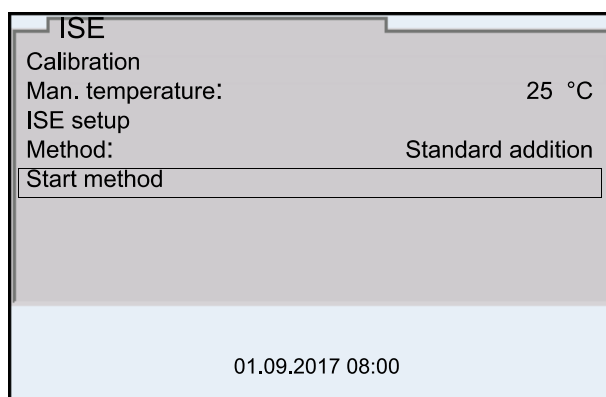 ISE
Calibration
Man. temperature: 25 °C
ISE setup
Method: Standard addition
Start method
01.09.2017 08:00